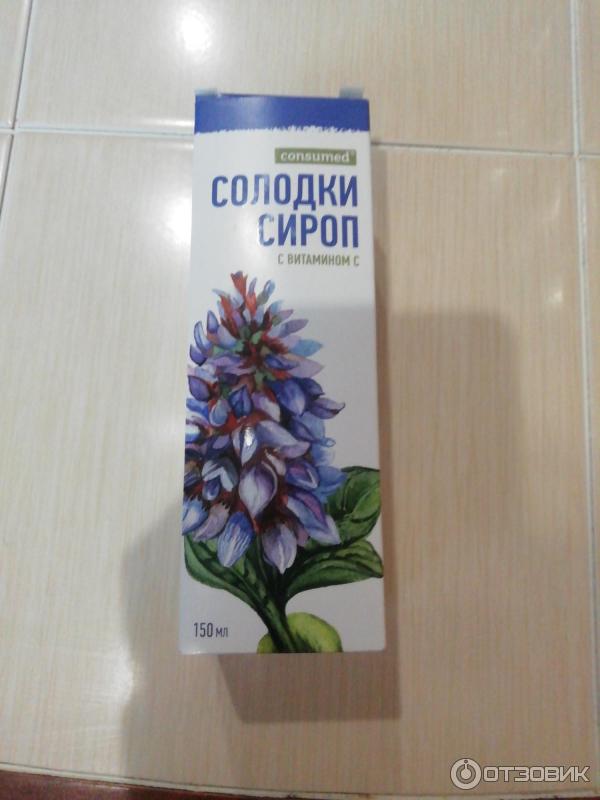 consumed®
СОЛОДКИ
СИРОП
С ВИТАМИНОМ С
150 мл
ОТЗОВИК